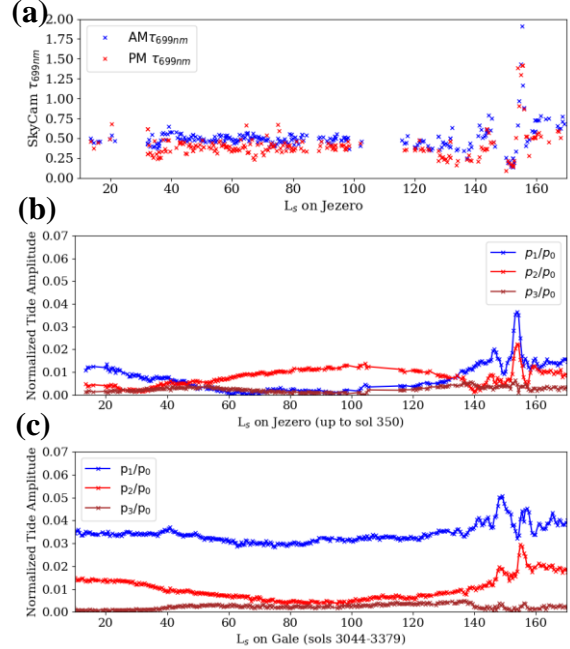 (a)
2.00
1.75
1.50
1.25
1.00
0.75
0.50
0.25
0.00
SkyCam τ699nm
AMτ699nm
PM τ699nm
20 40 60 80 100 120 140 160
Ls on Jezero
(b)
0.07
0.06
0.05
0.04
0.03
0.02
0.01
0.00
Normalized Tide Amplitude
p1/p0
p2/p0
p3/p0
20 40 60 80 100 120 140 160
Ls on Jezero (up to sol 350)
(c)
0.07
0.06
0.05
0.04
0.03
0.02
0.01
0.00
Normalized Tide Amplitude
p1/p0
p2/p0
p3/p0
20 40 60 80 100 120 140 160
Ls on Gale (sols 3044-3379)